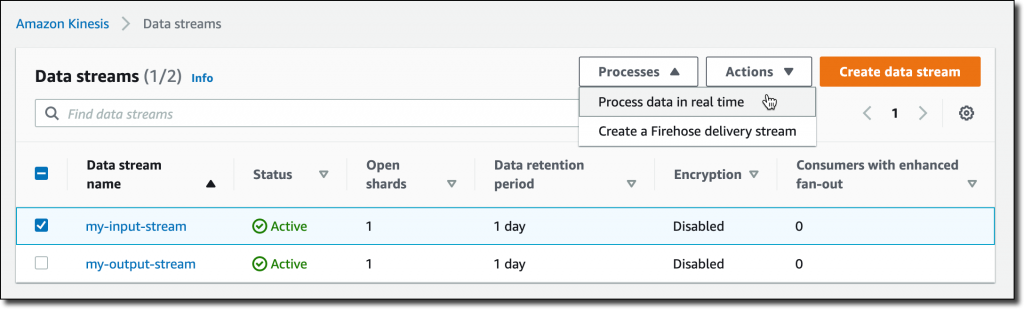 Amazon Kinesis > Data streams
Data streams (1/2) Info
Processes ▲ Actions ▼ Create data stream
Find data streams
Process data in real time
Create a Firehose delivery stream
< 1 >
Data stream name ▲ Status Open shards Data retention period Encryption Consumers with enhanced fan-out
my-input-stream Active 1 1 day Disabled 0
my-output-stream Active 1 1 day Disabled 0